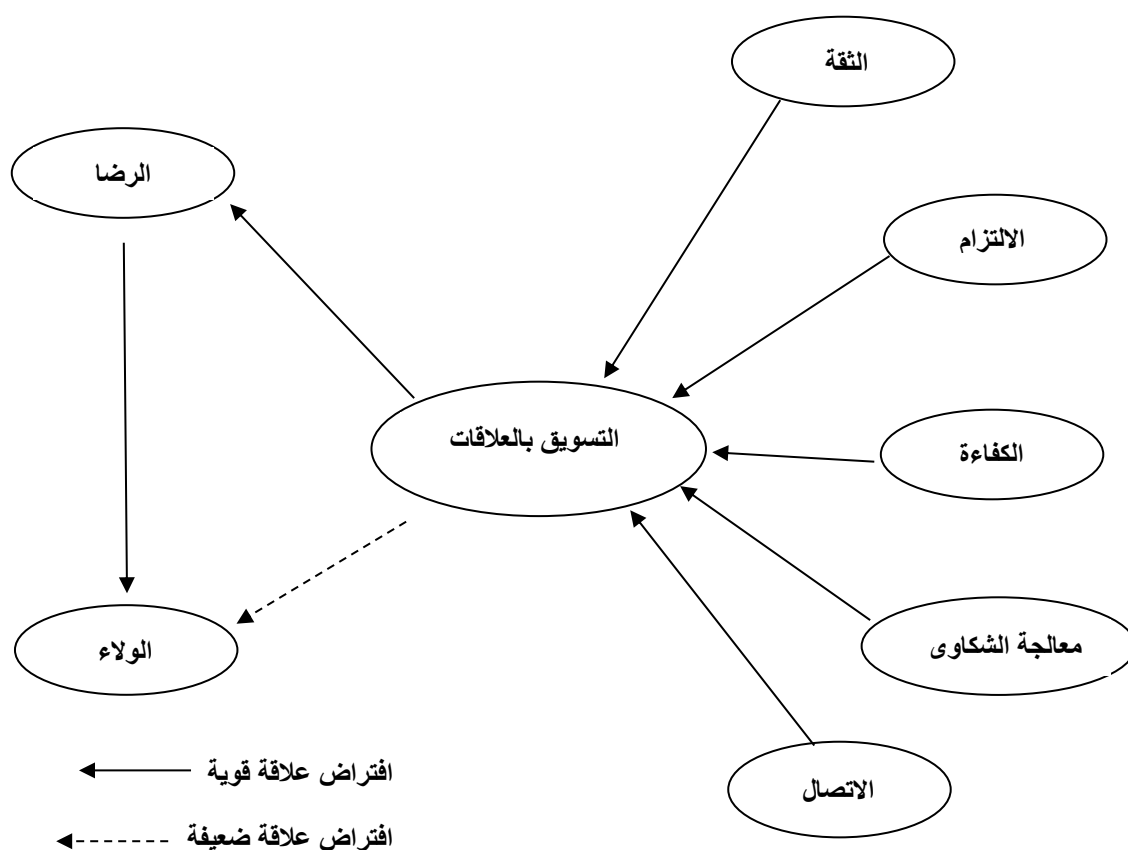 الثقة
الرضا
الالتزام
التسويق بالعلاقات
الكفاءة
معالجة الشكاوى
الولاء
الاتصال
افتراض علاقة قوية
افتراض علاقة ضعيفة